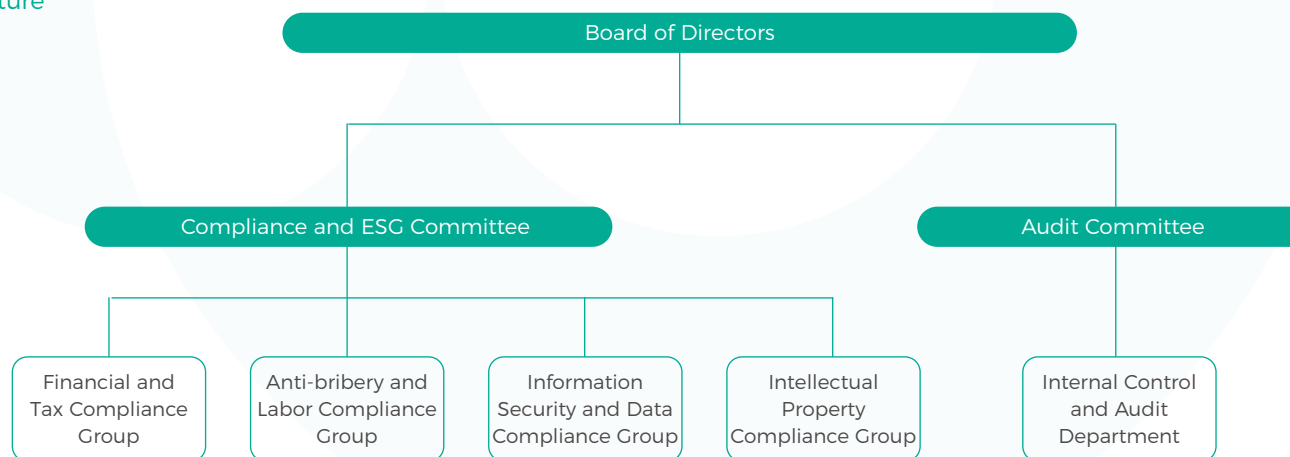 Board of Directors
Compliance and ESG Committee
Audit Committee
Financial and
Tax Compliance
Group
Anti-bribery and
Labor Compliance
Group
Information
Security and Data
Compliance Group
Intellectual
Property
Compliance Group
Internal Control
and Audit
Department